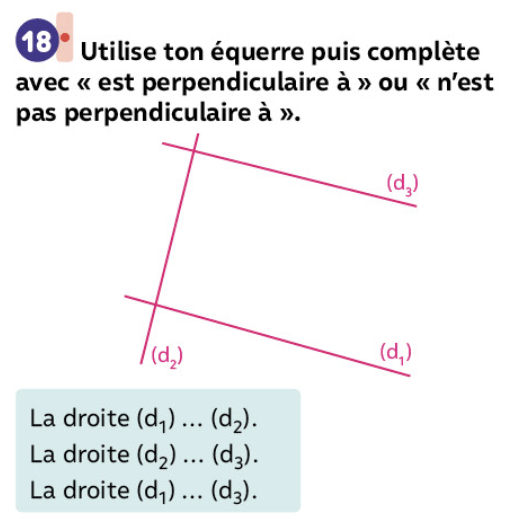 18 Utilise ton équerre puis complète
avec « est perpendiculaire à » ou « n'est
pas perpendiculaire à ».
(d₃)
(d₂)
(d₁)
La droite (d₁) ... (d₂).
La droite (d₂) ... (d₃).
La droite (d₁) ... (d₃).